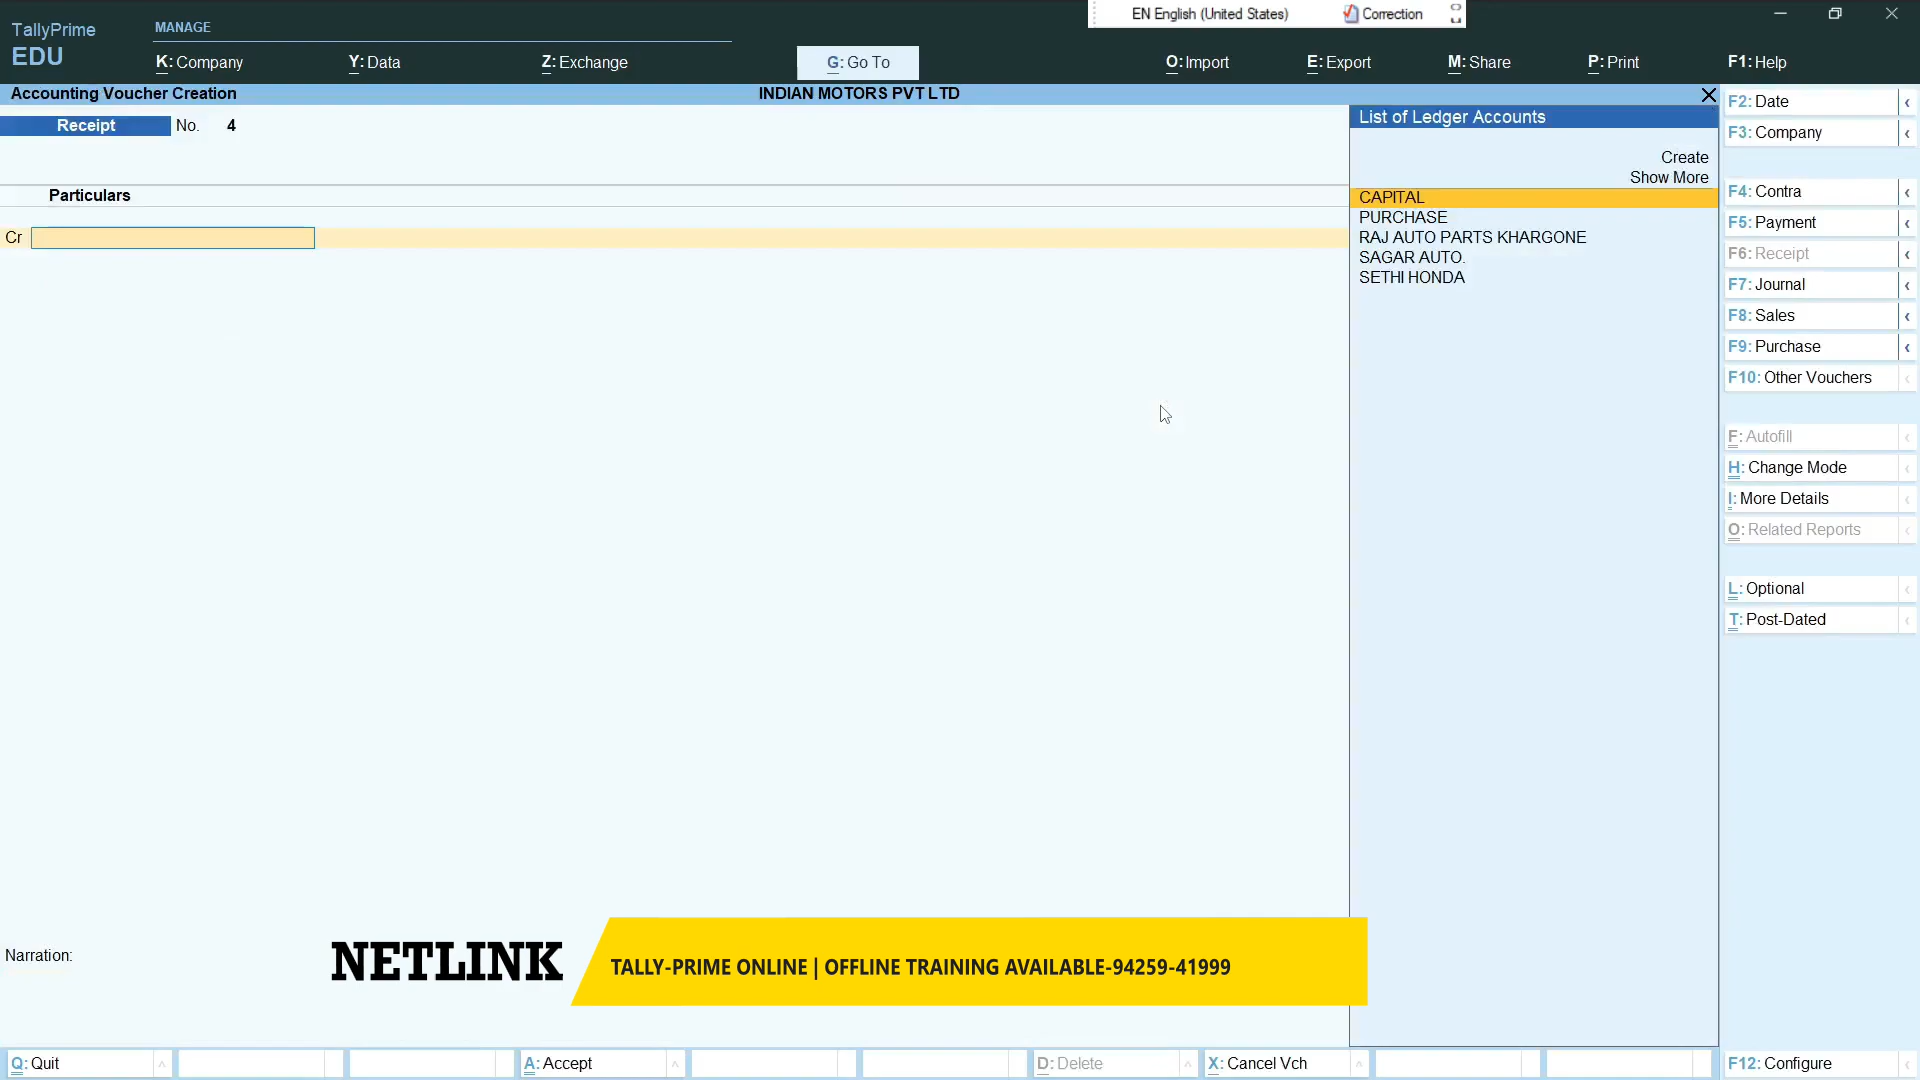 EN English (United States) Correction
TallyPrime
EDU
MANAGE
K: Company Y: Data Z: Exchange G: Go To O: Import E: Export M: Share P: Print F1: Help
Accounting Voucher Creation INDIAN MOTORS PVT LTD
Receipt No. 4
Particulars
Cr
List of Ledger Accounts
Create
Show More
CAPITAL
PURCHASE
RAJ AUTO PARTS KHARGONE
SAGAR AUTO.
SETHI HONDA
F2: Date
F3: Company
F4: Contra
F5: Payment
F6: Receipt
F7: Journal
F8: Sales
F9: Purchase
F10: Other Vouchers
F: Autofill
H: Change Mode
I: More Details
O: Related Reports
L: Optional
T: Post-Dated
Narration:
NETLINK
TALLY-PRIME ONLINE | OFFLINE TRAINING AVAILABLE-94259-41999
Q: Quit A: Accept D: Delete X: Cancel Vch F12: Configure